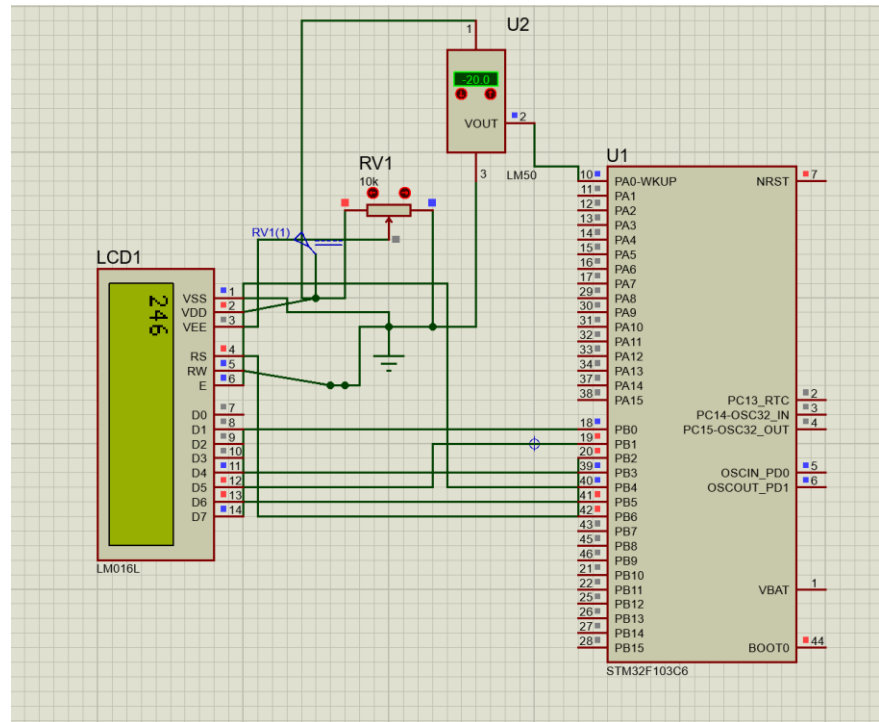 U2
1
-20.0
VOUT
2
3
LM50
RV1
10k
RV1(1)
LCD1
246
VSS 1
VDD 2
VEE 3
RS 4
RW 5
E 6
D0 7
D1 8
D2 9
D3 10
D4 11
D5 12
D6 13
D7 14
LM016L
U1
10 PA0-WKUP
11 PA1
12 PA2
13 PA3
14 PA4
15 PA5
16 PA6
17 PA7
29 PA8
30 PA9
31 PA10
32 PA11
33 PA12
34 PA13
37 PA14
38 PA15
18 PB0
19 PB1
20 PB2
39 PB3
40 PB4
41 PB5
42 PB6
43 PB7
45 PB8
46 PB9
21 PB10
22 PB11
25 PB12
26 PB13
27 PB14
28 PB15
NRST 7
PC13_RTC 2
PC14-OSC32_IN 3
PC15-OSC32_OUT 4
OSCIN_PD0 5
OSCOUT_PD1 6
VBAT 1
BOOT0 44
STM32F103C6